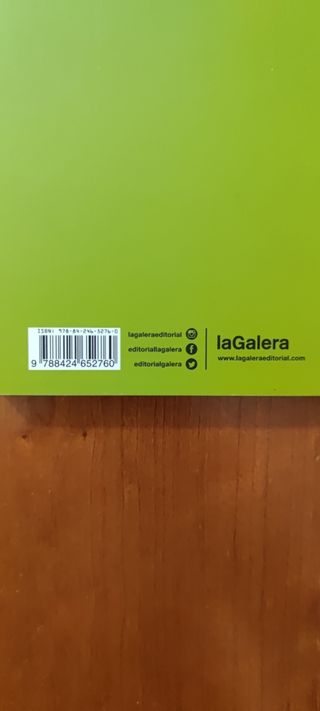 ISBN: 978-84-246-5276-0
9 788424 652760
lagaleraeditorial
editoriallagalera
editorialgalera
laGalera
www.lagaleraeditorial.com